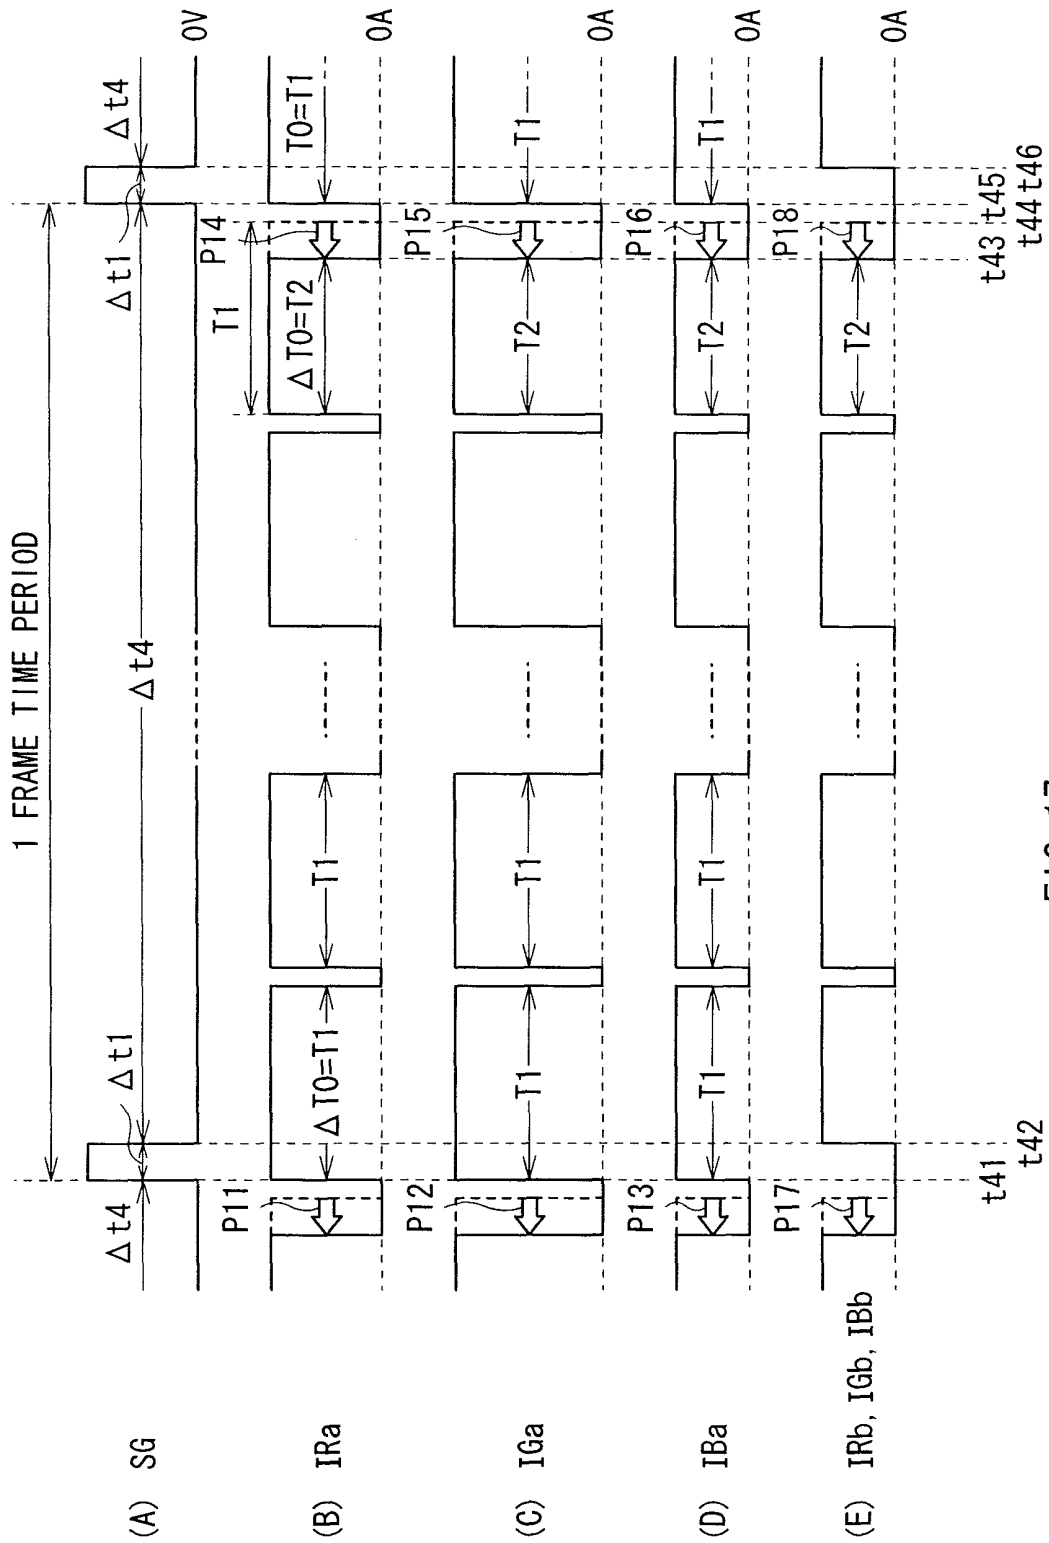 1 FRAME TIME PERIOD
(A) SG
Δt4
Δt1
Δt4
Δt1
Δt4
0V
(B) IRa
P11
ΔT0=T1
T1
T1
ΔT0=T2
P14
T0=T1
0A
(C) IGa
P12
T1
T1
T2
P15
T1
0A
(D) IBa
P13
T1
T1
T2
P16
T1
0A
(E) IRb, IGb, IBb
P17
T2
P18
0A
t41
t42
t43
t44
t45
t46